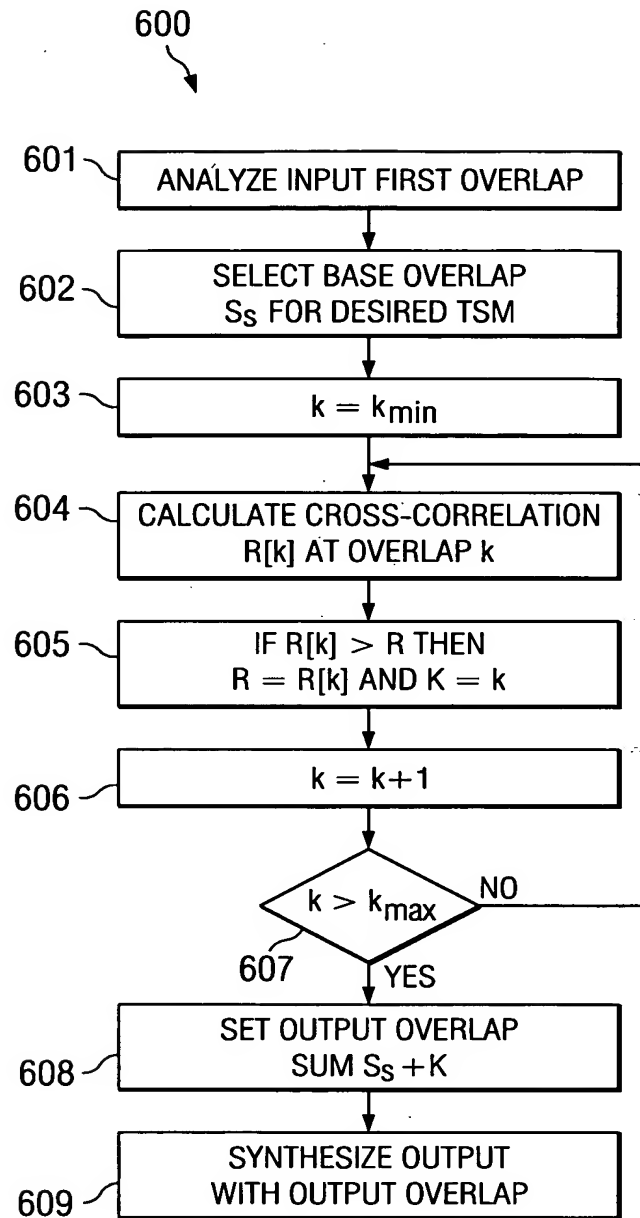 600
601
ANALYZE INPUT FIRST OVERLAP
602
SELECT BASE OVERLAP
SS FOR DESIRED TSM
603
k = kmin
604
CALCULATE CROSS-CORRELATION
R[k] AT OVERLAP k
605
IF R[k] > R THEN
R = R[k] AND K = k
606
k = k+1
k > kmax
NO
607
YES
608
SET OUTPUT OVERLAP
SUM SS + K
609
SYNTHESIZE OUTPUT
WITH OUTPUT OVERLAP